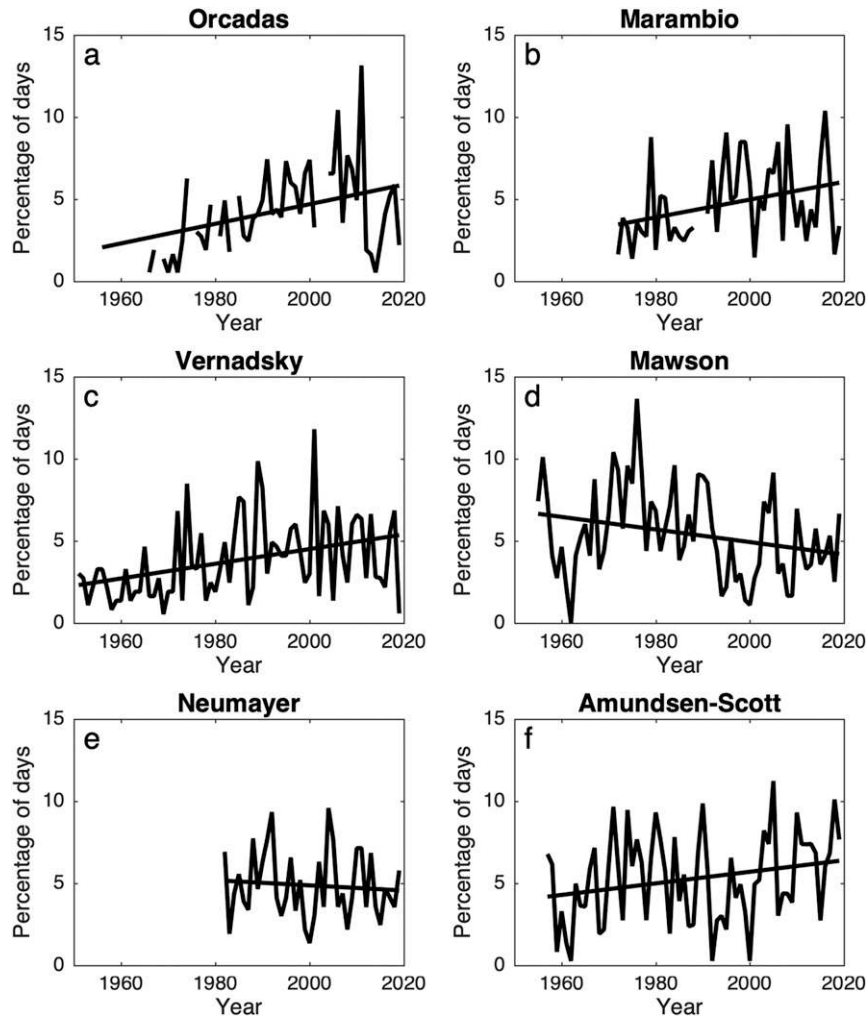 Orcadas
a
Percentage of days
15
10
5
0
1960 1980 2000 2020
Year
Marambio
b
Percentage of days
15
10
5
0
1960 1980 2000 2020
Year
Vernadsky
c
Percentage of days
15
10
5
0
1960 1980 2000 2020
Year
Mawson
d
Percentage of days
15
10
5
0
1960 1980 2000 2020
Year
Neumayer
e
Percentage of days
15
10
5
0
1960 1980 2000 2020
Year
Amundsen-Scott
f
Percentage of days
15
10
5
0
1960 1980 2000 2020
Year